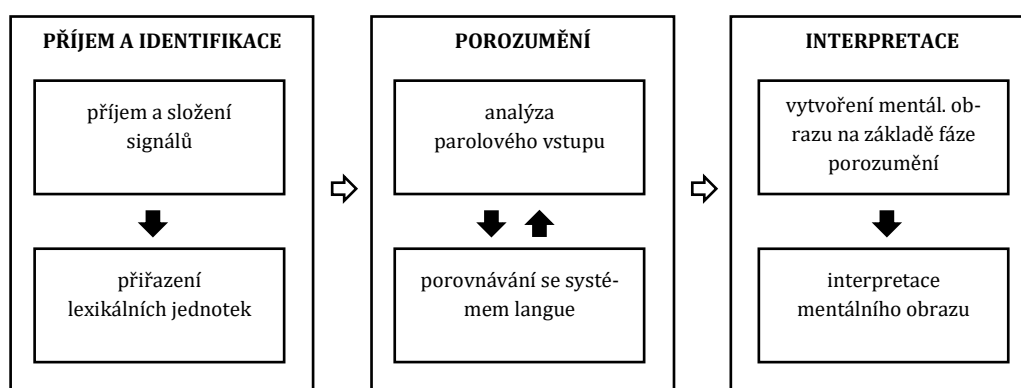 PŘÍJEM A IDENTIFIKACE
příjem a složení
signálů
přiřazení
lexikálních jednotek
POROZUMĚNÍ
analýza
parolového vstupu
porovnávání se systé-
mem langue
INTERPRETACE
vytvoření mentál. ob-
razu na základě fáze
porozumění
interpretace
mentálního obrazu